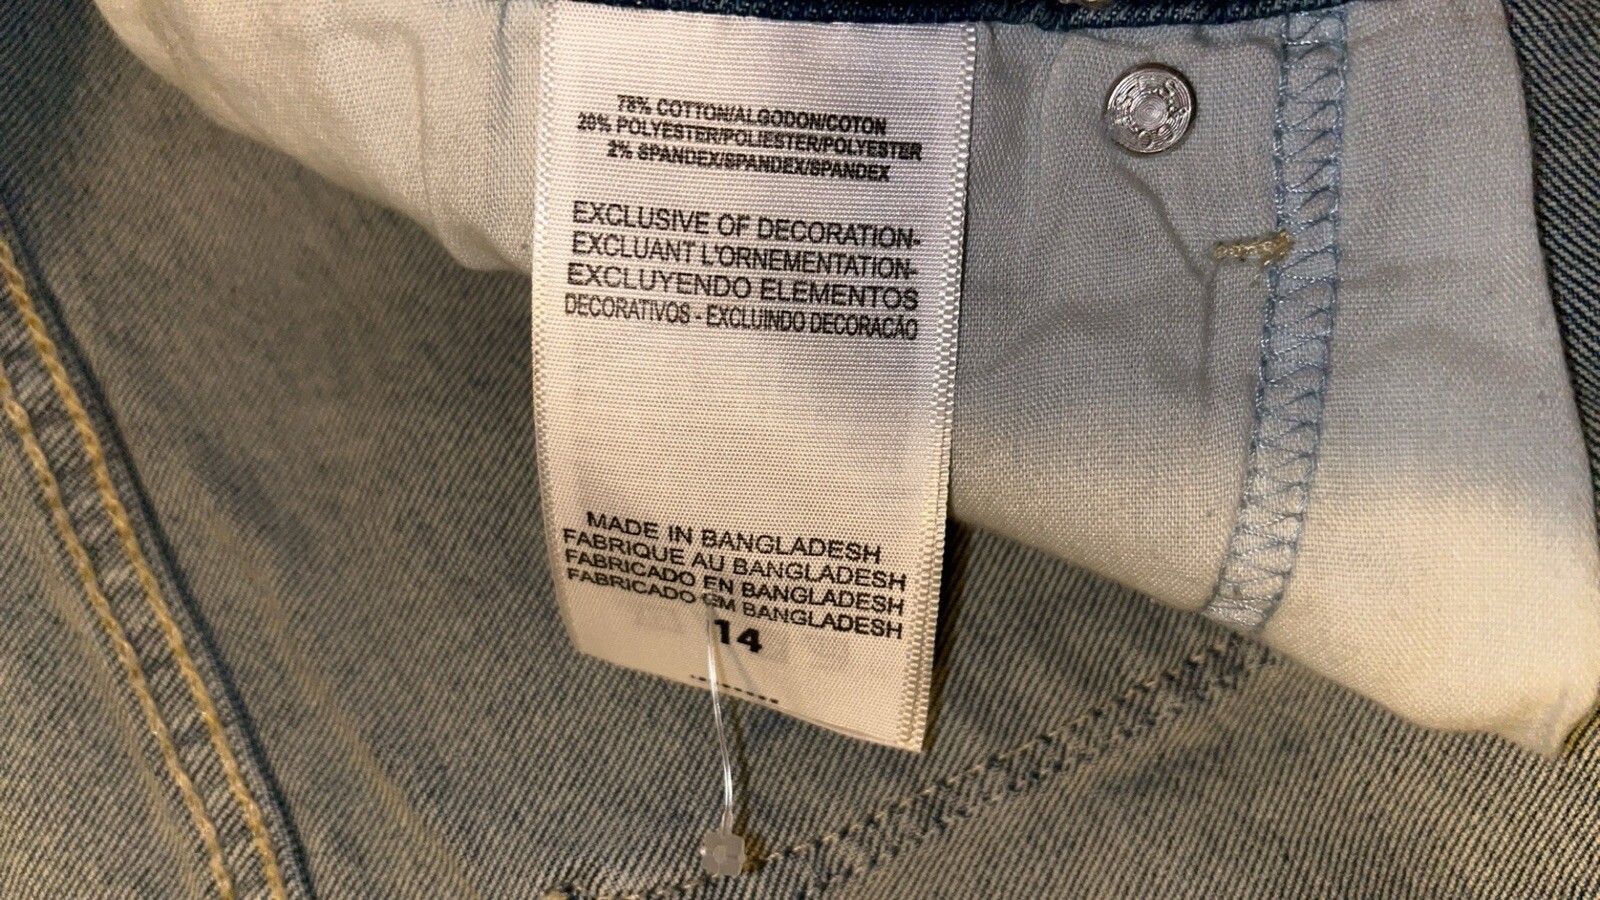 78% COTTON/ALGODON/COTON
20% POLYESTER/POLIESTER/POLYESTER
2% SPANDEX/SPANDEX/SPANDEX
EXCLUSIVE OF DECORATION-
EXCLUANT L'ORNEMENTATION-
EXCLUYENDO ELEMENTOS
DECORATIVOS - EXCLUINDO DECORACÃO
MADE IN BANGLADESH
FABRIQUE AU BANGLADESH
FABRICADO EN BANGLADESH
FABRICADO EM BANGLADESH
14